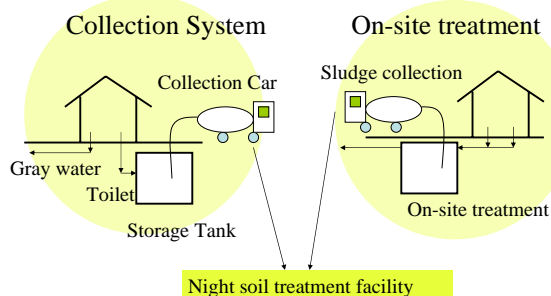 Collection System
On-site treatment
Collection Car
Sludge collection
Gray water
Toilet
Storage Tank
On-site treatment
Night soil treatment facility